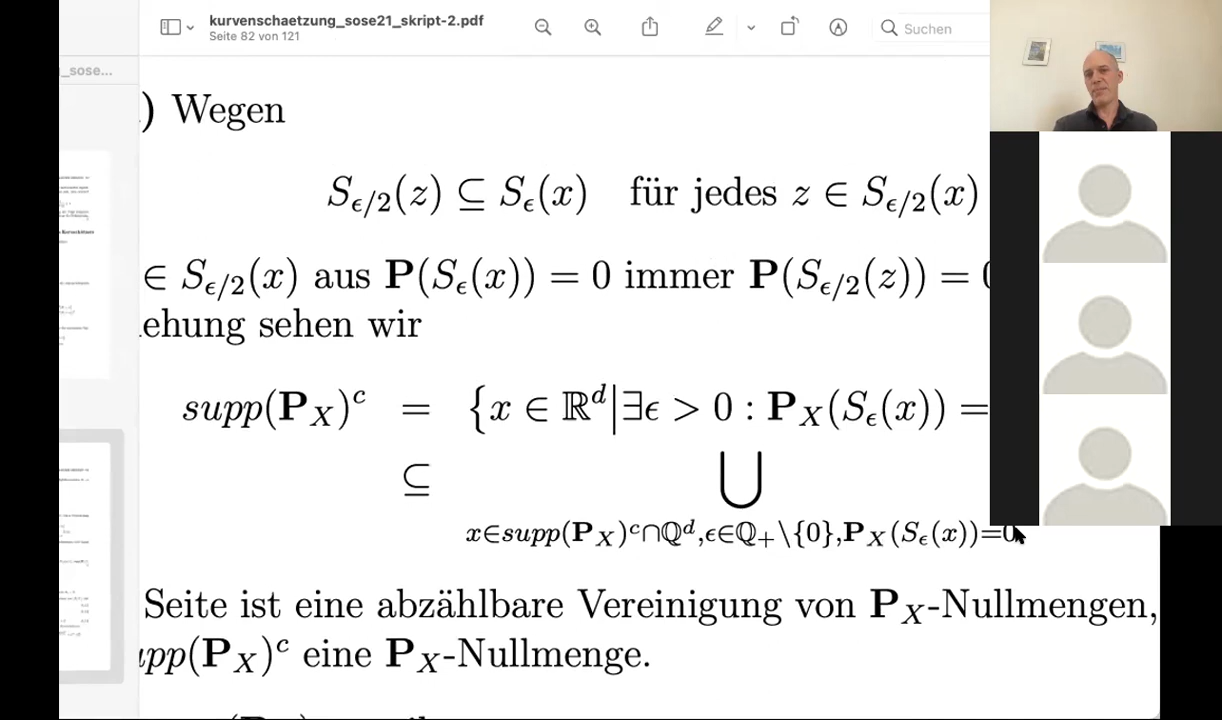 kurvenschaetzung_sose21_skript-2.pdf
Seite 82 von 121
Suchen
_sose...
) Wegen
S_{ϵ/2}(z) ⊆ S_ϵ(x) für jedes z ∈ S_{ϵ/2}(x)
∈ S_{ϵ/2}(x) aus P(S_ϵ(x)) = 0 immer P(S_{ϵ/2}(z)) = 0
ehung sehen wir
supp(P_X)^c = {x ∈ ℝ^d | ∃ϵ > 0 : P_X(S_ϵ(x)) =
⊆ ⋃
x∈supp(P_X)^c∩ℚ^d,ϵ∈ℚ_+\{0},P_X(S_ϵ(x))=0
Seite ist eine abzählbare Vereinigung von P_X-Nullmengen,
pp(P_X)^c eine P_X-Nullmenge.